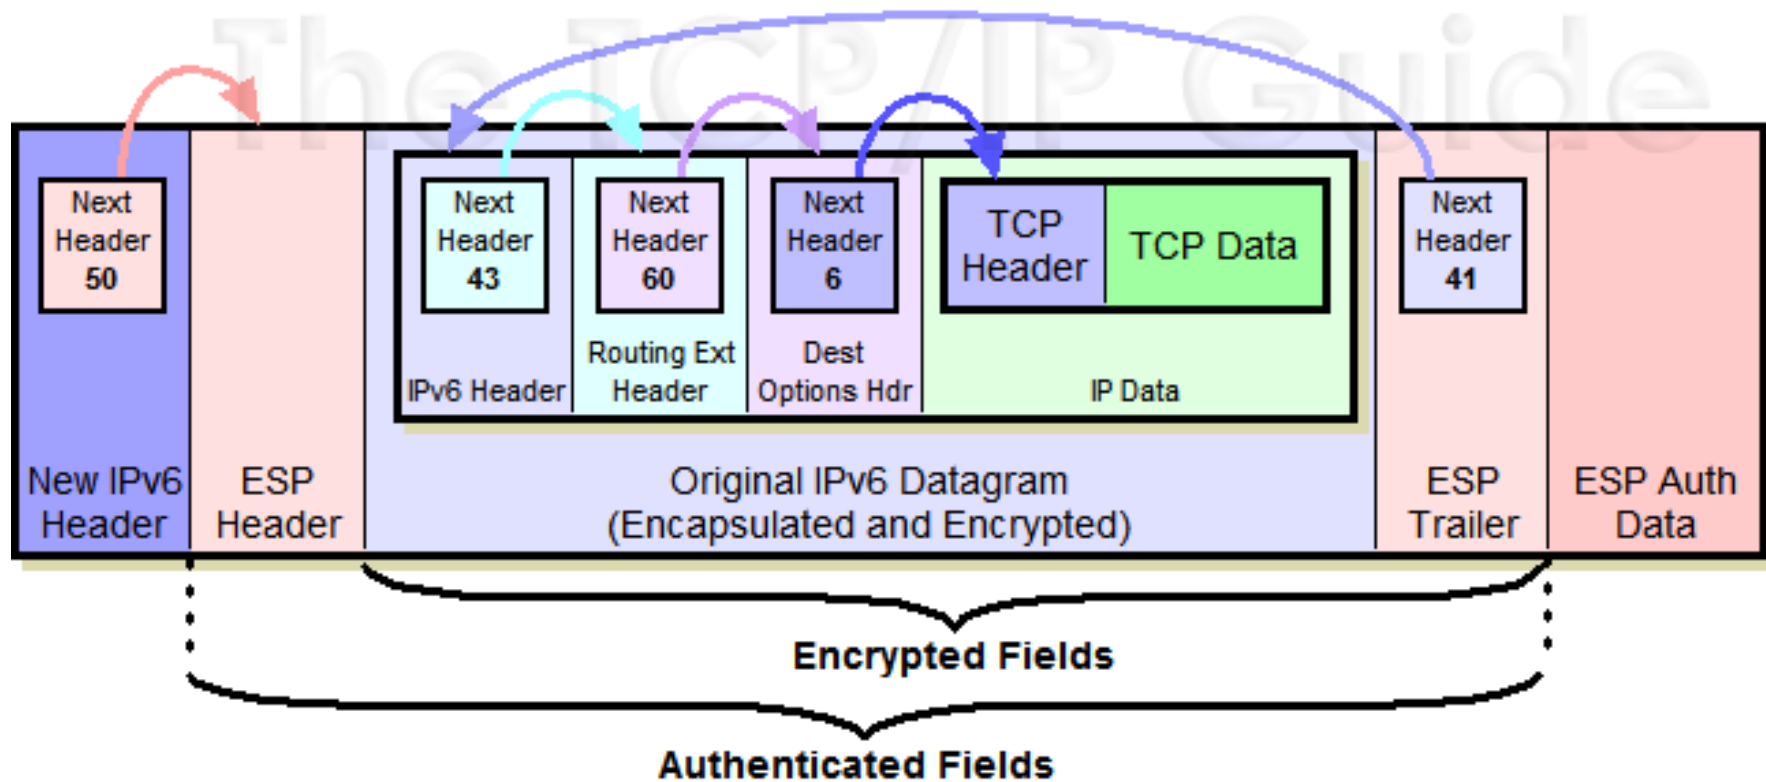 The TCP/IP Guide
Next
Header
50
New IPv6
Header
ESP
Header
Next
Header
43
IPv6 Header
Next
Header
60
Routing Ext
Header
Next
Header
6
Dest
Options Hdr
TCP
Header
TCP Data
IP Data
Original IPv6 Datagram
(Encapsulated and Encrypted)
Next
Header
41
ESP
Trailer
ESP Auth
Data
Encrypted Fields
Authenticated Fields